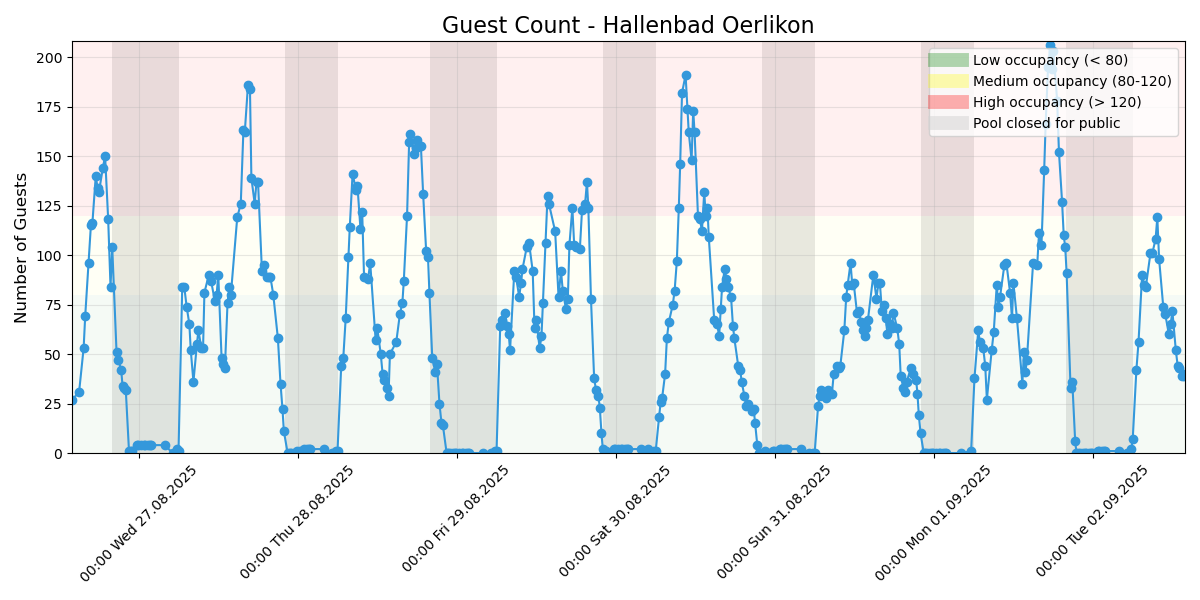 Guest Count - Hallenbad Oerlikon
Number of Guests
200
175
150
125
100
75
50
25
0
Low occupancy (< 80)
Medium occupancy (80-120)
High occupancy (> 120)
Pool closed for public
00:00 Wed 27.08.2025
00:00 Thu 28.08.2025
00:00 Fri 29.08.2025
00:00 Sat 30.08.2025
00:00 Sun 31.08.2025
00:00 Mon 01.09.2025
00:00 Tue 02.09.2025